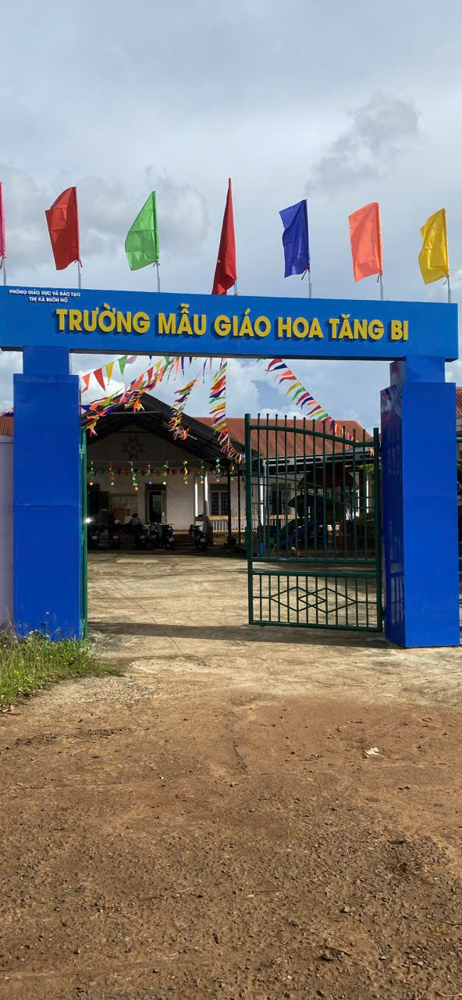 PHÒNG GIÁO DỤC VÀ ĐÀO TẠO
THỊ XÃ BUÔN HỒ
TRƯỜNG MẪU GIÁO HOA TĂNG BI